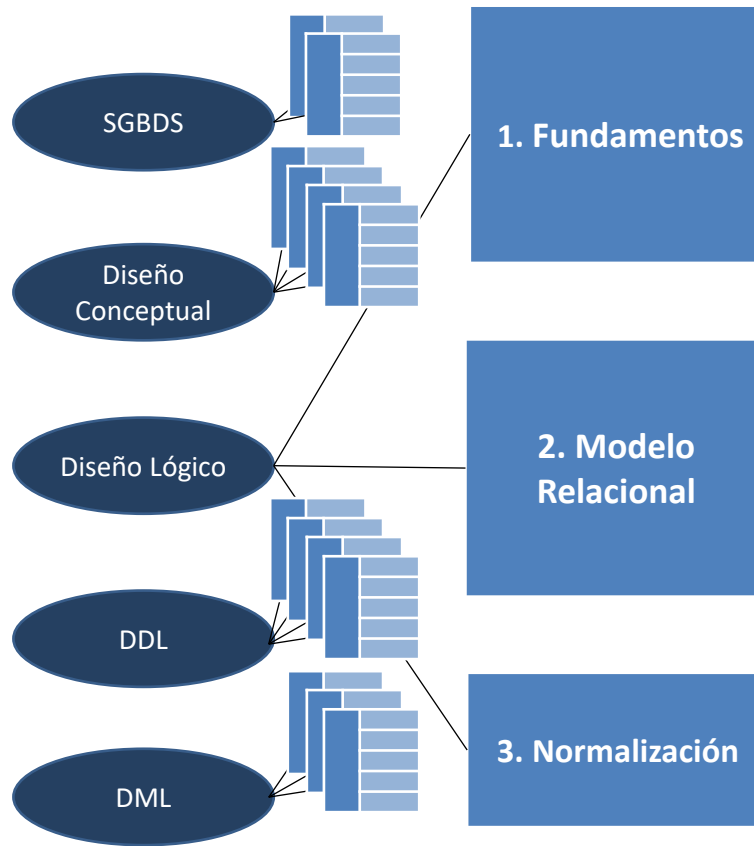 SGBDS
Diseño
Conceptual
Diseño Lógico
DDL
DML
1. Fundamentos
2. Modelo
Relacional
3. Normalización